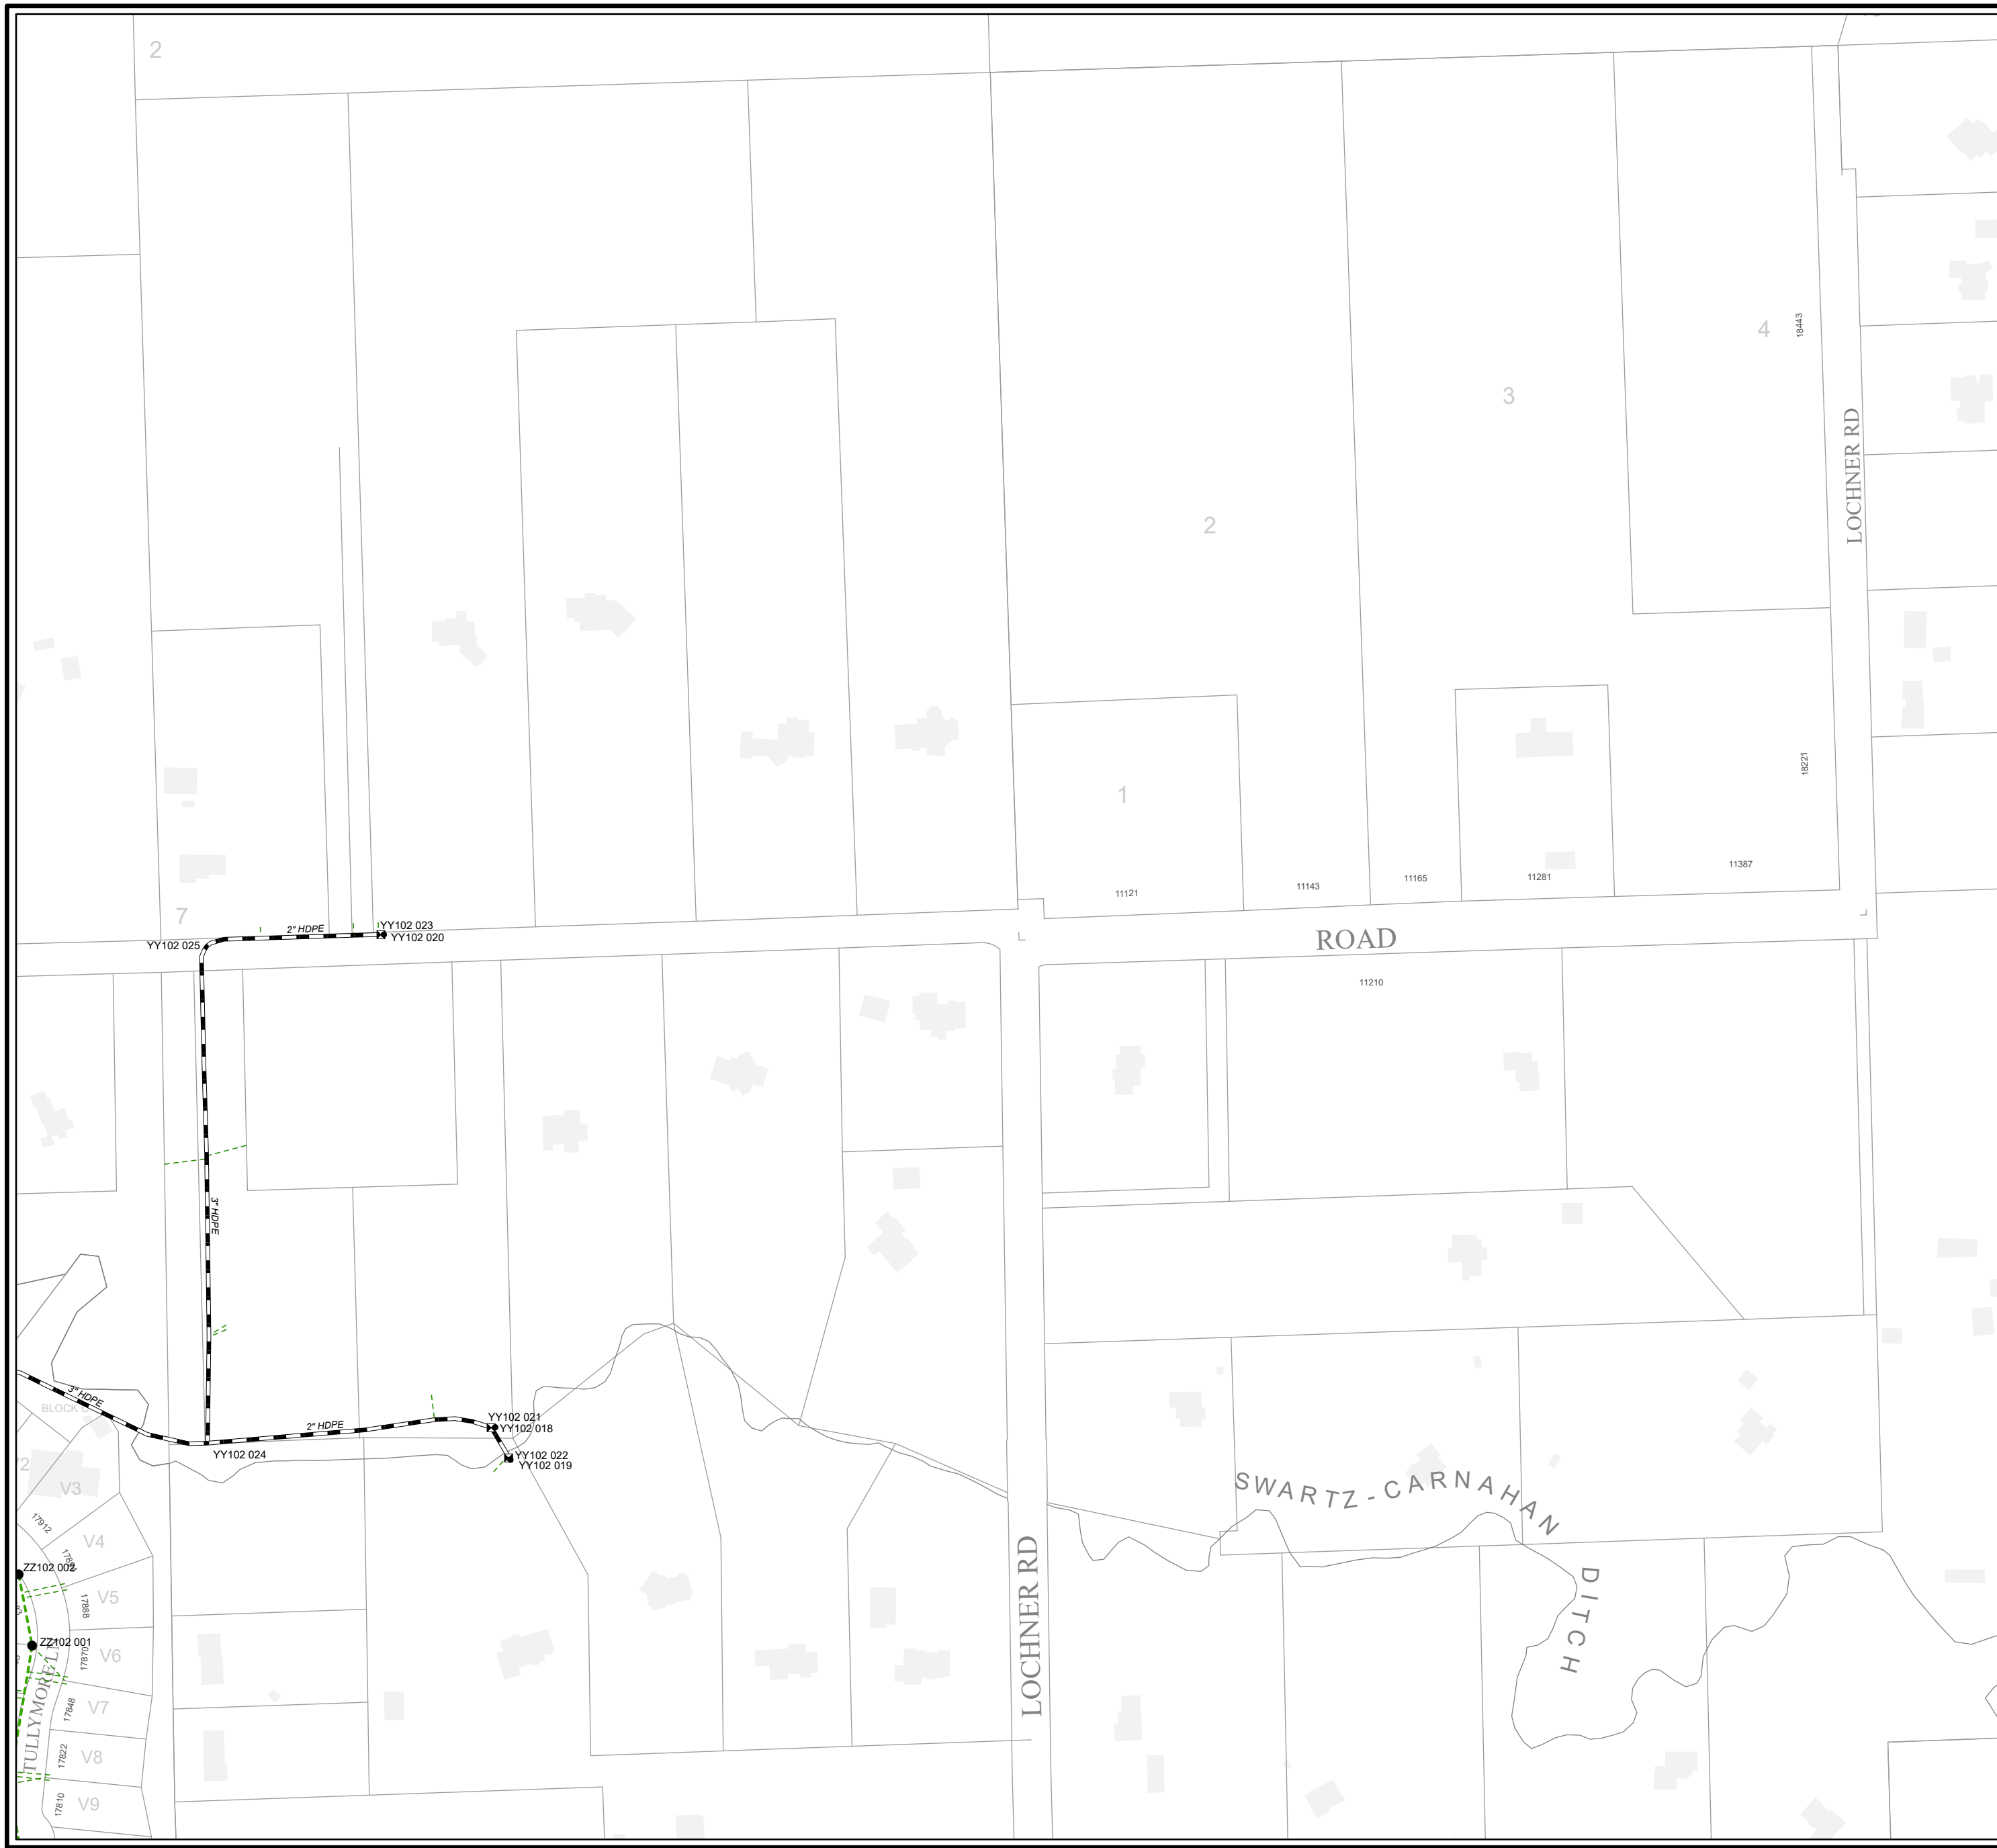 2
4
18443
3
LOCHNER RD
2
18221
1
11387
11281
11165
11143
11121
7
2" HDPE
YY102 023
YY102 020
YY102 025
ROAD
11210
3" HDPE
3" HDPE
BLOCK
2" HDPE
YY102 021
YY102 018
YY102 024
YY102 022
YY102 019
V3
17912
SWARTZ-CARNAHAN
DITCH
V4
ZZ102 002
V5
17888
ZZ102 001
V6
17870
LOCHNER RD
V7
17848
V8
17822
V9
17810